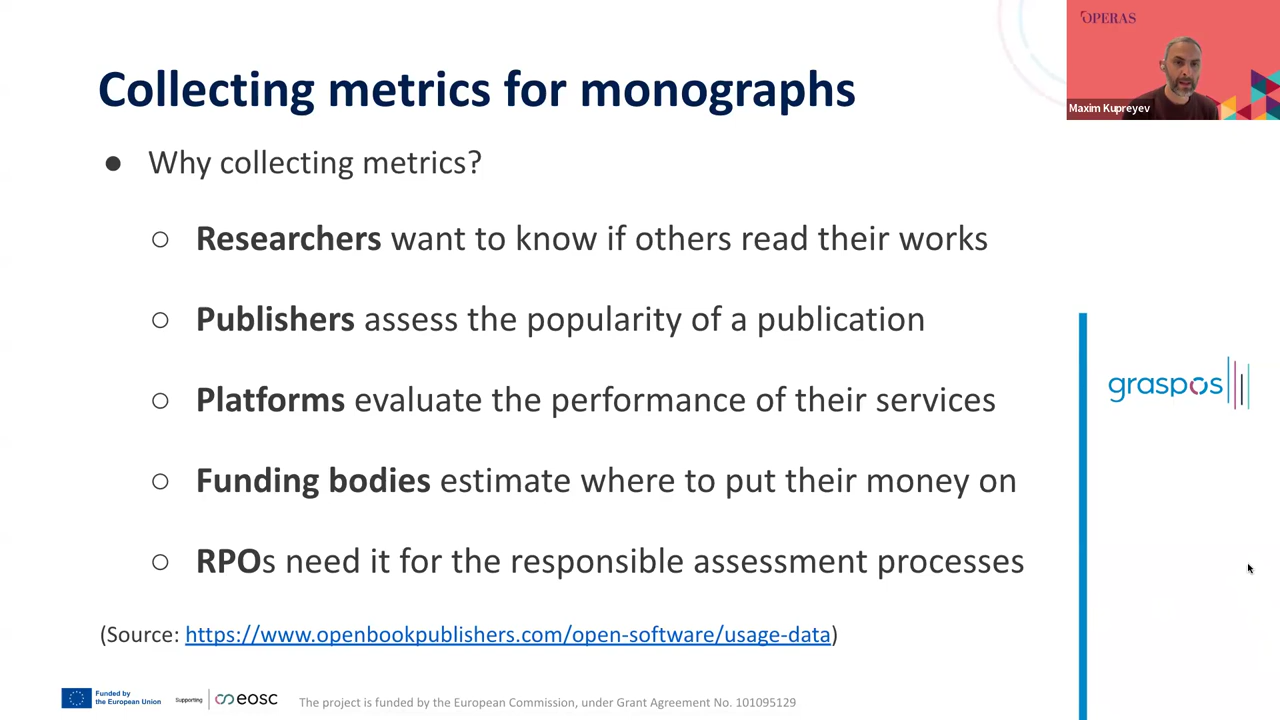 OPERAS
Maxim Kupreyev
Collecting metrics for monographs
● Why collecting metrics?
○ Researchers want to know if others read their works
○ Publishers assess the popularity of a publication
○ Platforms evaluate the performance of their services
○ Funding bodies estimate where to put their money on
○ RPOs need it for the responsible assessment processes
graspos
(Source: https://www.openbookpublishers.com/open-software/usage-data)
Funded by
the European Union
Supporting
eosc
The project is funded by the European Commission, under Grant Agreement No. 101095129